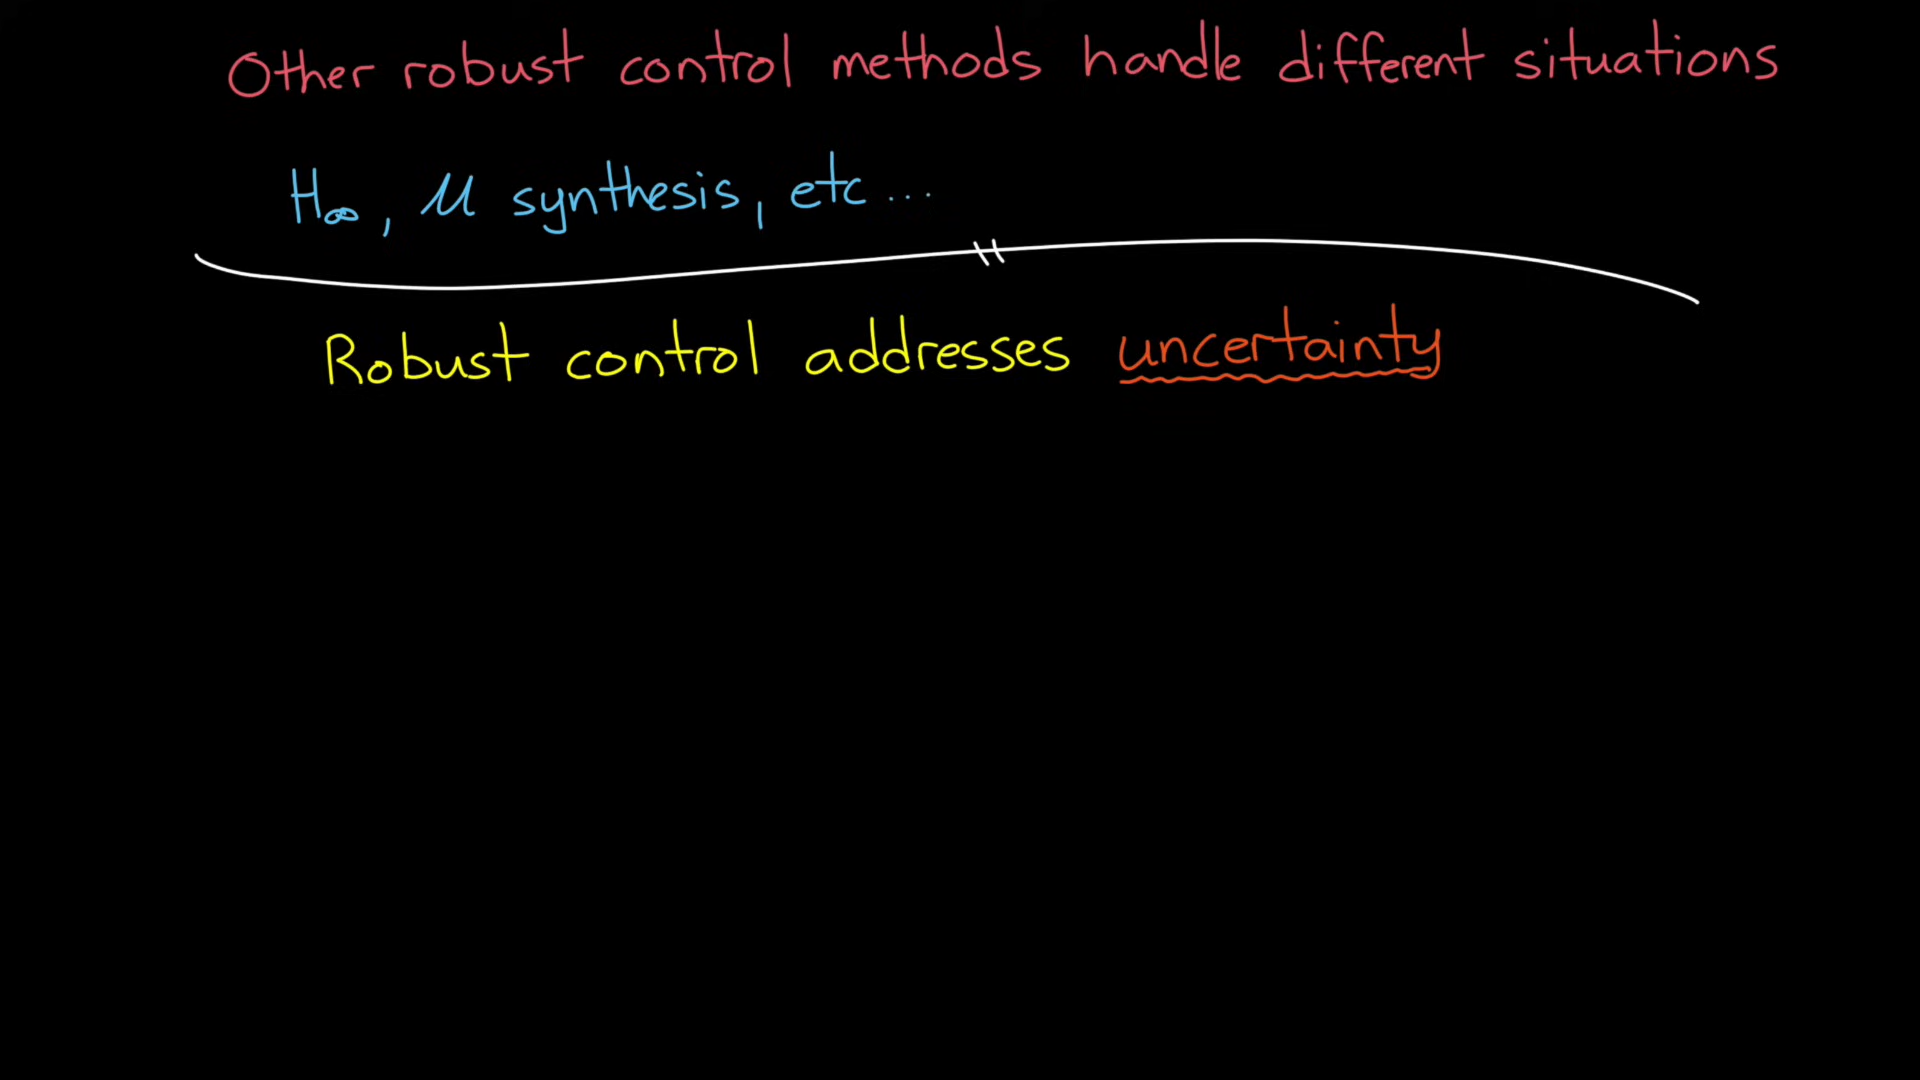 Other robust control methods handle different situations
H∞, μ synthesis, etc...
Robust control addresses uncertainty